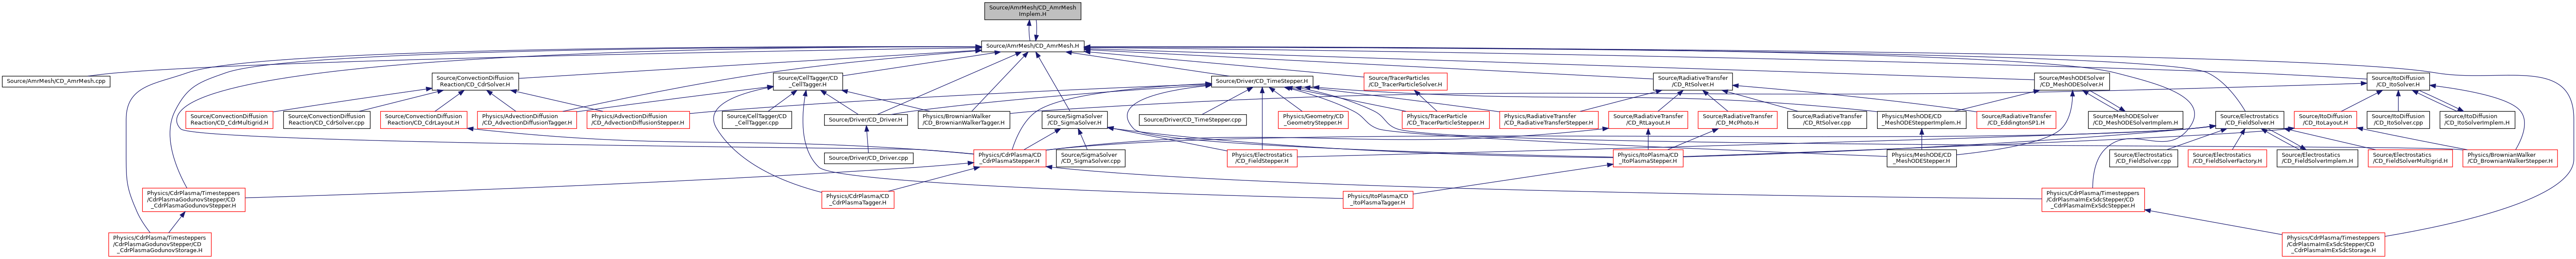 Source/AmrMesh/CD_AmrMesh
Implem.H
Source/AmrMesh/CD_AmrMesh.H
Source/AmrMesh/CD_AmrMesh.cpp
Source/ConvectionDiffusion
Reaction/CD_CdrSolver.H
Source/CellTagger/CD
_CellTagger.H
Source/Driver/CD_TimeStepper.H
Source/TracerParticles
/CD_TracerParticleSolver.H
Source/RadiativeTransfer
/CD_RtSolver.H
Source/MeshODESolver
/CD_MeshODESolver.H
Source/ItoDiffusion
/CD_ItoSolver.H
Source/ConvectionDiffusion
Reaction/CD_CdrMultigrid.H
Source/ConvectionDiffusion
Reaction/CD_CdrSolver.cpp
Source/ConvectionDiffusion
Reaction/CD_CdrLayout.H
Physics/AdvectionDiffusion
/CD_AdvectionDiffusionTagger.H
Physics/AdvectionDiffusion
/CD_AdvectionDiffusionStepper.H
Source/CellTagger/CD
_CellTagger.cpp
Source/Driver/CD_Driver.H
Physics/BrownianWalker
/CD_BrownianWalkerTagger.H
Source/SigmaSolver
/CD_SigmaSolver.H
Source/Driver/CD_TimeStepper.cpp
Physics/Geometry/CD
_GeometryStepper.H
Physics/TracerParticle
/CD_TracerParticleStepper.H
Physics/RadiativeTransfer
/CD_RadiativeTransferStepper.H
Source/RadiativeTransfer
/CD_RtLayout.H
Source/RadiativeTransfer
/CD_McPhoto.H
Source/RadiativeTransfer
/CD_RtSolver.cpp
Physics/MeshODE/CD
_MeshODEStepperImplem.H
Source/RadiativeTransfer
/CD_EddingtonSP1.H
Source/MeshODESolver
/CD_MeshODESolverImplem.H
Source/Electrostatics
/CD_FieldSolver.H
Source/ItoDiffusion
/CD_ItoLayout.H
Source/ItoDiffusion
/CD_ItoSolver.cpp
Source/ItoDiffusion
/CD_ItoSolverImplem.H
Source/Driver/CD_Driver.cpp
Physics/CdrPlasma/CD
_CdrPlasmaStepper.H
Source/SigmaSolver
/CD_SigmaSolver.cpp
Physics/Electrostatics
/CD_FieldStepper.H
Physics/ItoPlasma/CD
_ItoPlasmaStepper.H
Physics/MeshODE/CD
_MeshODEStepper.H
Source/Electrostatics
/CD_FieldSolver.cpp
Source/Electrostatics
/CD_FieldSolverFactory.H
Source/Electrostatics
/CD_FieldSolverImplem.H
Source/Electrostatics
/CD_FieldSolverMultigrid.H
Physics/BrownianWalker
/CD_BrownianWalkerStepper.H
Physics/CdrPlasma/Timesteppers
/CdrPlasmaGodunovStepper/CD
_CdrPlasmaGodunovStepper.H
Physics/CdrPlasma/CD
_CdrPlasmaTagger.H
Physics/ItoPlasma/CD
_ItoPlasmaTagger.H
Physics/CdrPlasma/Timesteppers
/CdrPlasmaImExSdcStepper/CD
_CdrPlasmaImExSdcStepper.H
Physics/CdrPlasma/Timesteppers
/CdrPlasmaGodunovStepper/CD
_CdrPlasmaGodunovStorage.H
Physics/CdrPlasma/Timesteppers
/CdrPlasmaImExSdcStepper/CD
_CdrPlasmaImExSdcStorage.H